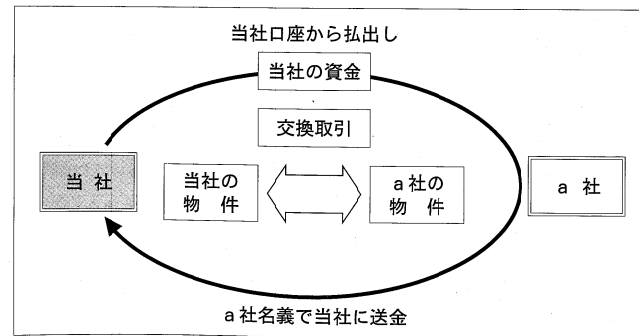 当社口座から払出し
当社の資金
交換取引
当社
当社の
物件
a社の
物件
a社
a社名義で当社に送金